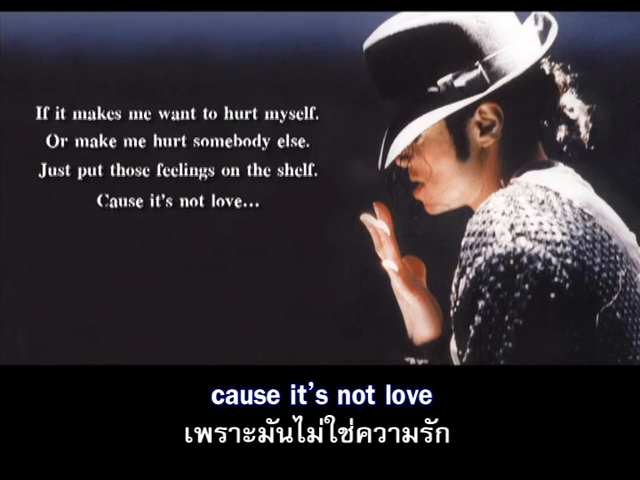 If it makes me want to hurt myself.
Or make me hurt somebody else.
Just put those feelings on the shelf.
Cause it's not love...
cause it's not love
เพราะมันไม่ใช่ความรัก